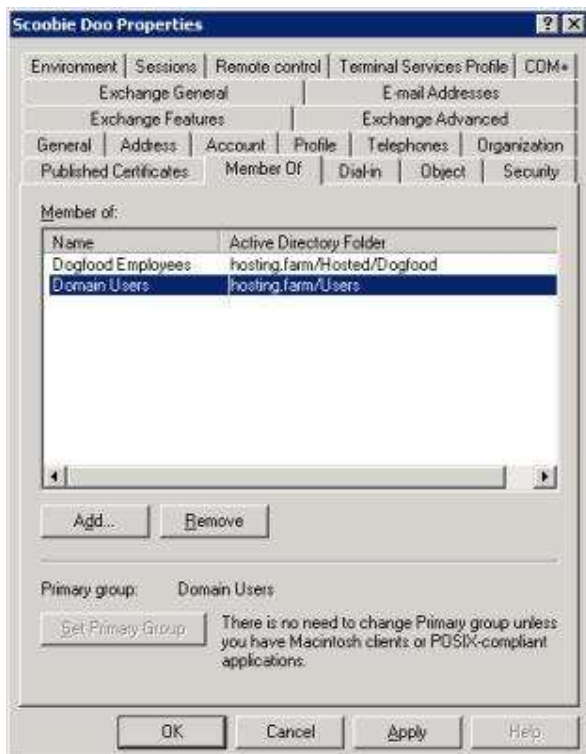 Scoobie Doo Properties
Environment Sessions Remote control Terminal Services Profile COM+
Exchange General E-mail Addresses
Exchange Features Exchange Advanced
General Address Account Profile Telephones Organization
Published Certificates Member Of Dial-in Object Security
Member of:
Name Active Directory Folder
Dogfood Employees hosting.farm/Hosted/Dogfood
Domain Users hosting.farm/Users
Add... Remove
Primary group: Domain Users
Set Primary Group
There is no need to change Primary group unless
you have Macintosh clients or POSIX-compliant
applications.
OK Cancel Apply Help